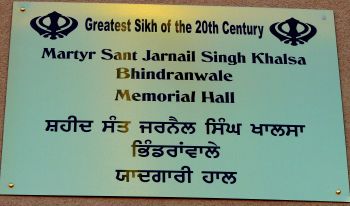 Greatest Sikh of the 20th Century
Martyr Sant Jarnail Singh Khalsa
Bhindranwale
Memorial Hall
ਸ਼ਹੀਦ ਸੰਤ ਜਰਨੈਲ ਸਿੰਘ ਖਾਲਸਾ
ਭਿੰਡਰਾਂਵਾਲੇ
ਯਾਦਗਾਰੀ ਹਾਲ